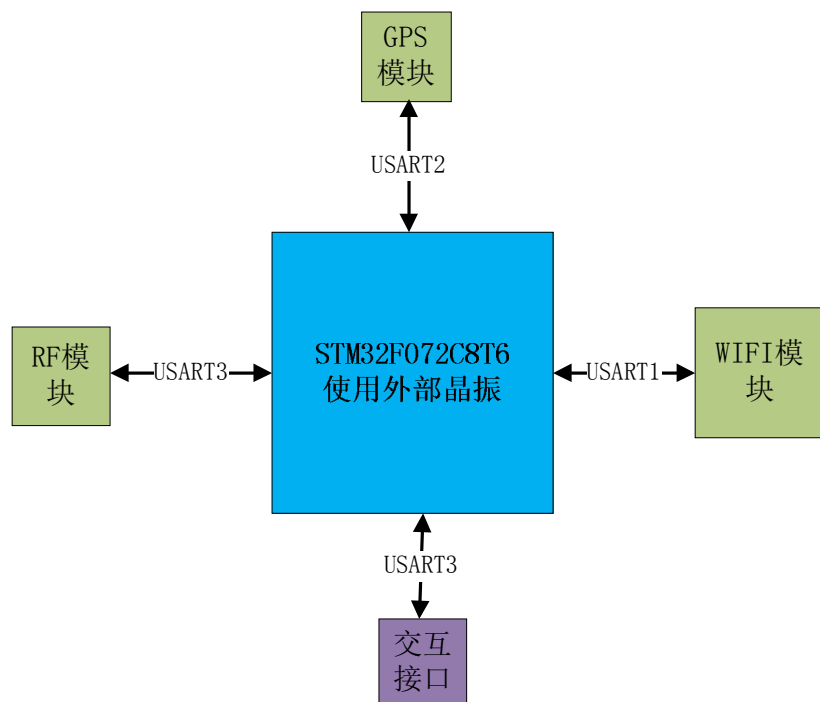 GPS
模块
USART2
STM32F072C8T6
使用外部晶振
RF模
块
USART3
USART1
WIFI模
块
USART3
交互
接口